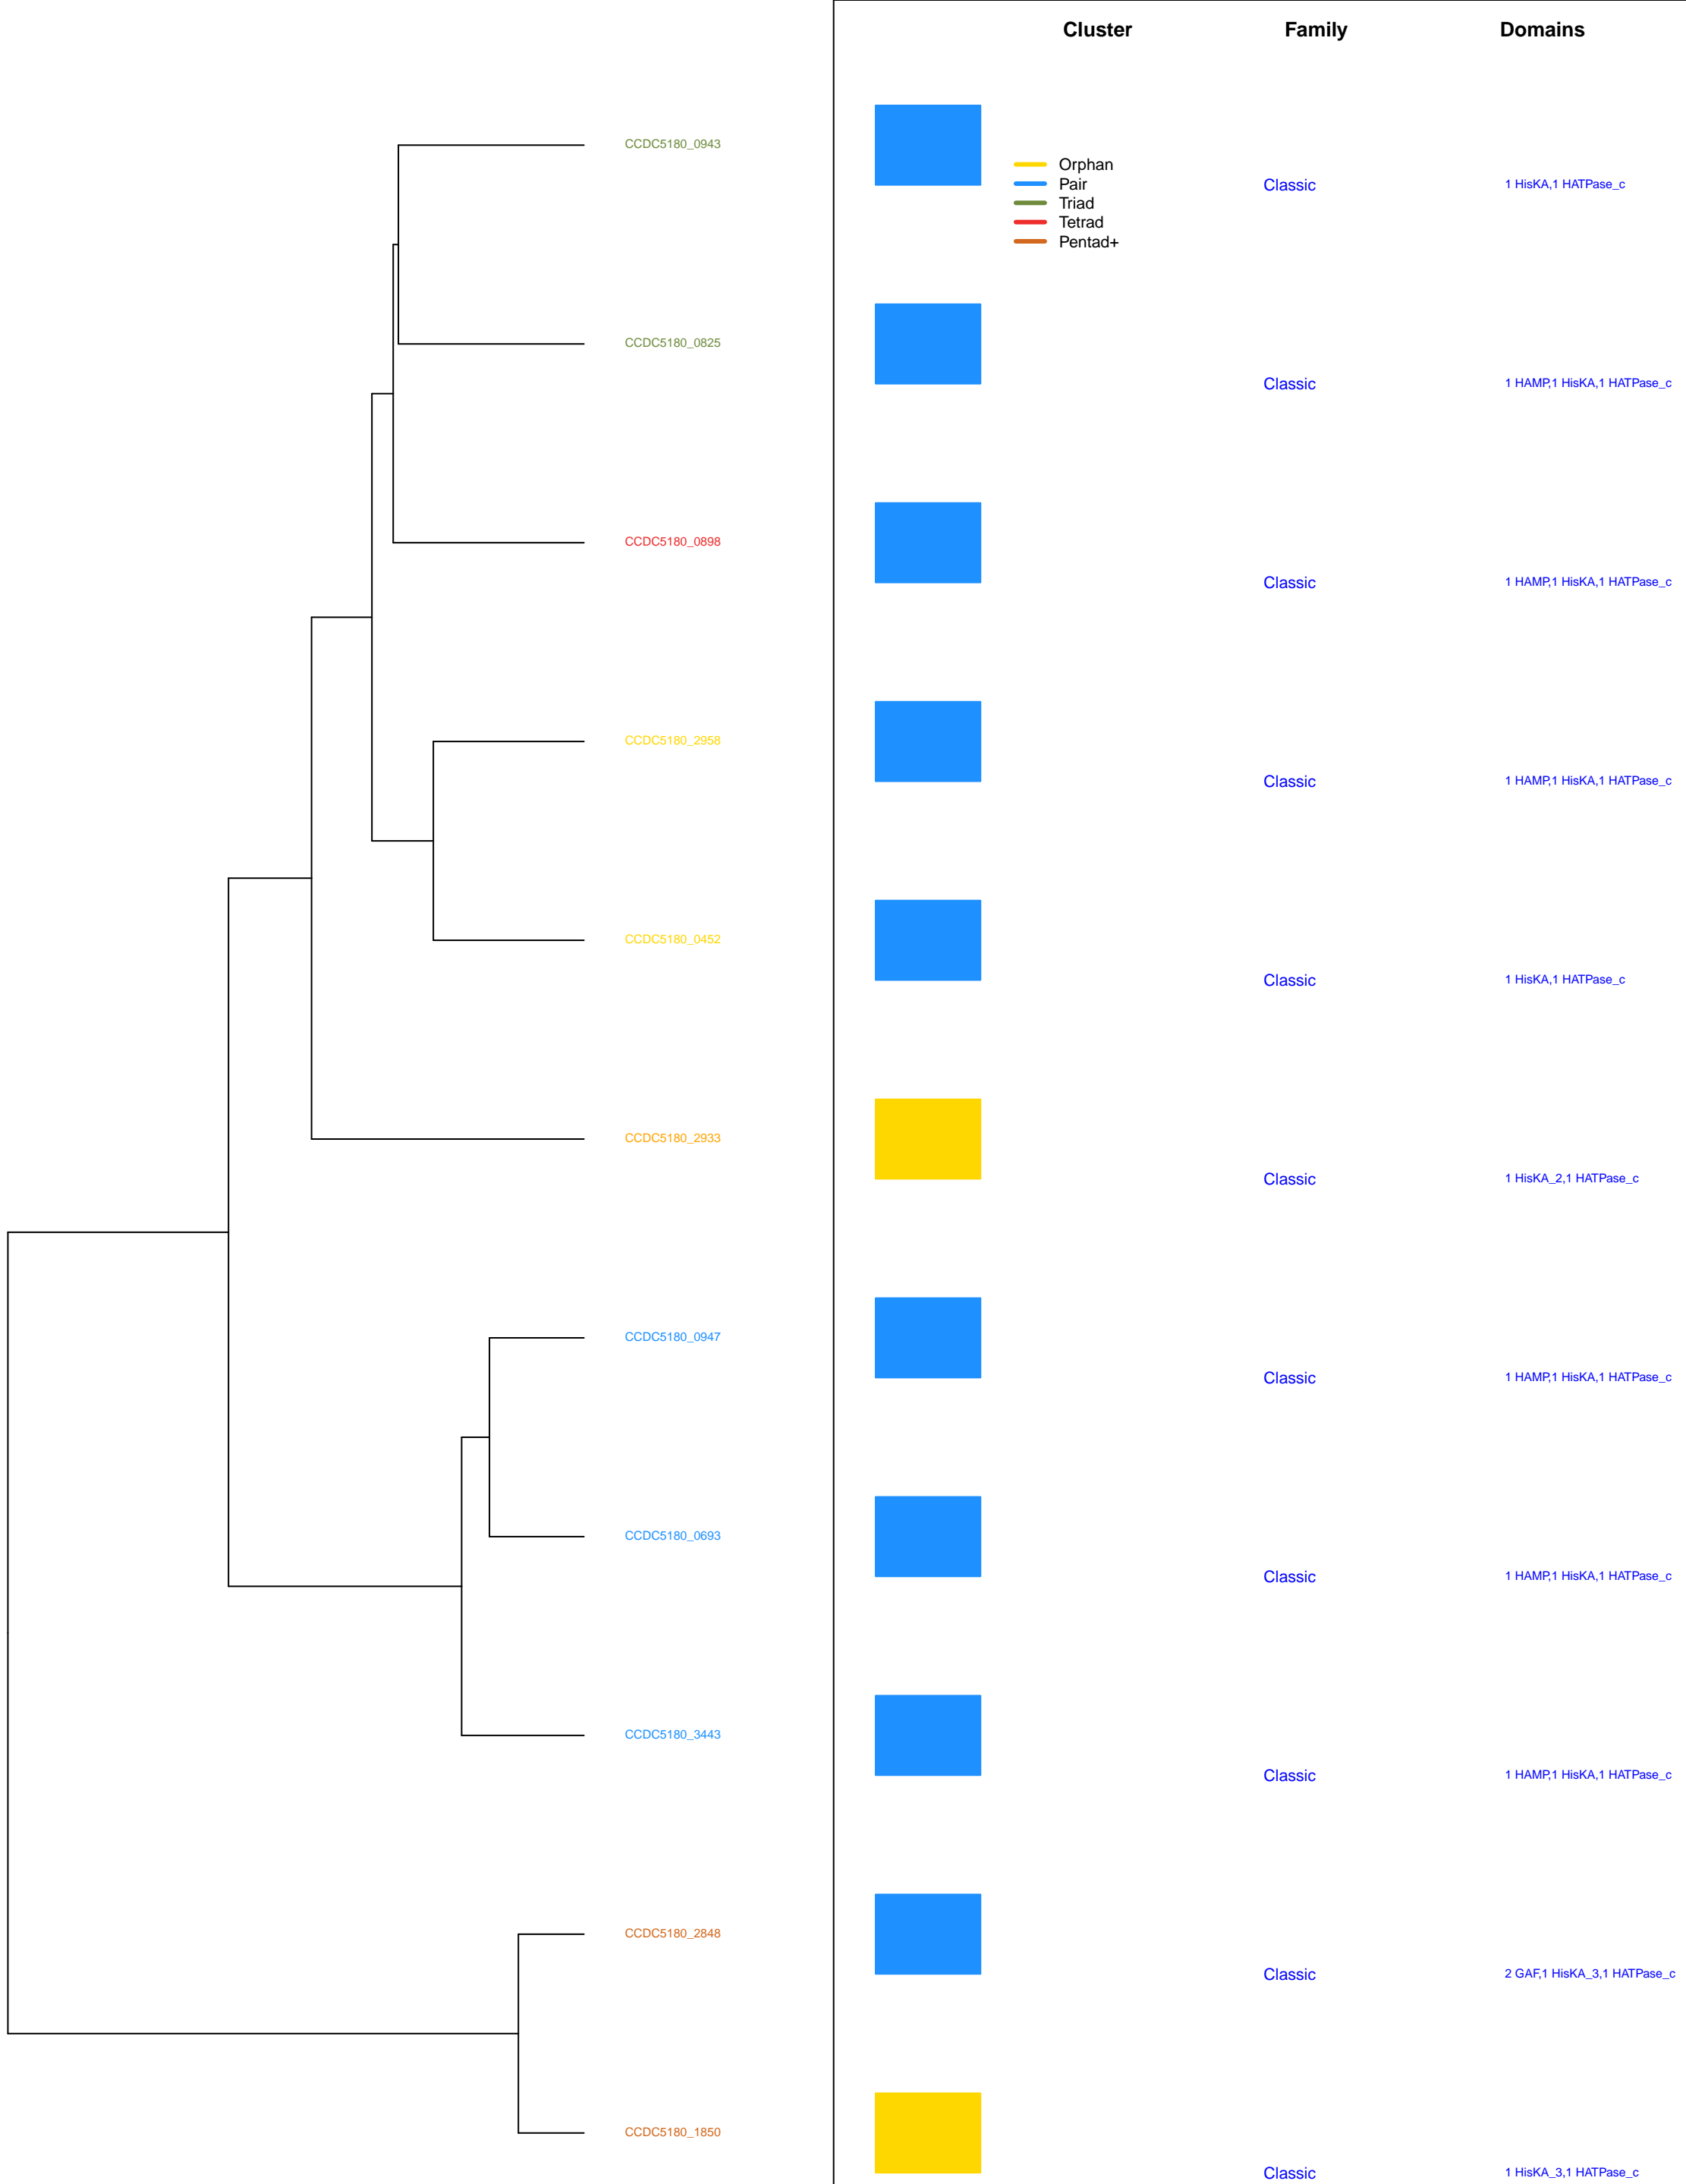 Cluster Family Domains
CCDC5180_0943
Orphan
Pair
Triad
Tetrad
Pentad+
Classic 1 HisKA,1 HATPase_c
CCDC5180_0825
Classic 1 HAMP,1 HisKA,1 HATPase_c
CCDC5180_0898
Classic 1 HAMP,1 HisKA,1 HATPase_c
CCDC5180_2958
Classic 1 HAMP,1 HisKA,1 HATPase_c
CCDC5180_0452
Classic 1 HisKA,1 HATPase_c
CCDC5180_2933
Classic 1 HisKA_2,1 HATPase_c
CCDC5180_0947
Classic 1 HAMP,1 HisKA,1 HATPase_c
CCDC5180_0693
Classic 1 HAMP,1 HisKA,1 HATPase_c
CCDC5180_3443
Classic 1 HAMP,1 HisKA,1 HATPase_c
CCDC5180_2848
Classic 2 GAF,1 HisKA_3,1 HATPase_c
CCDC5180_1850
Classic 1 HisKA_3,1 HATPase_c